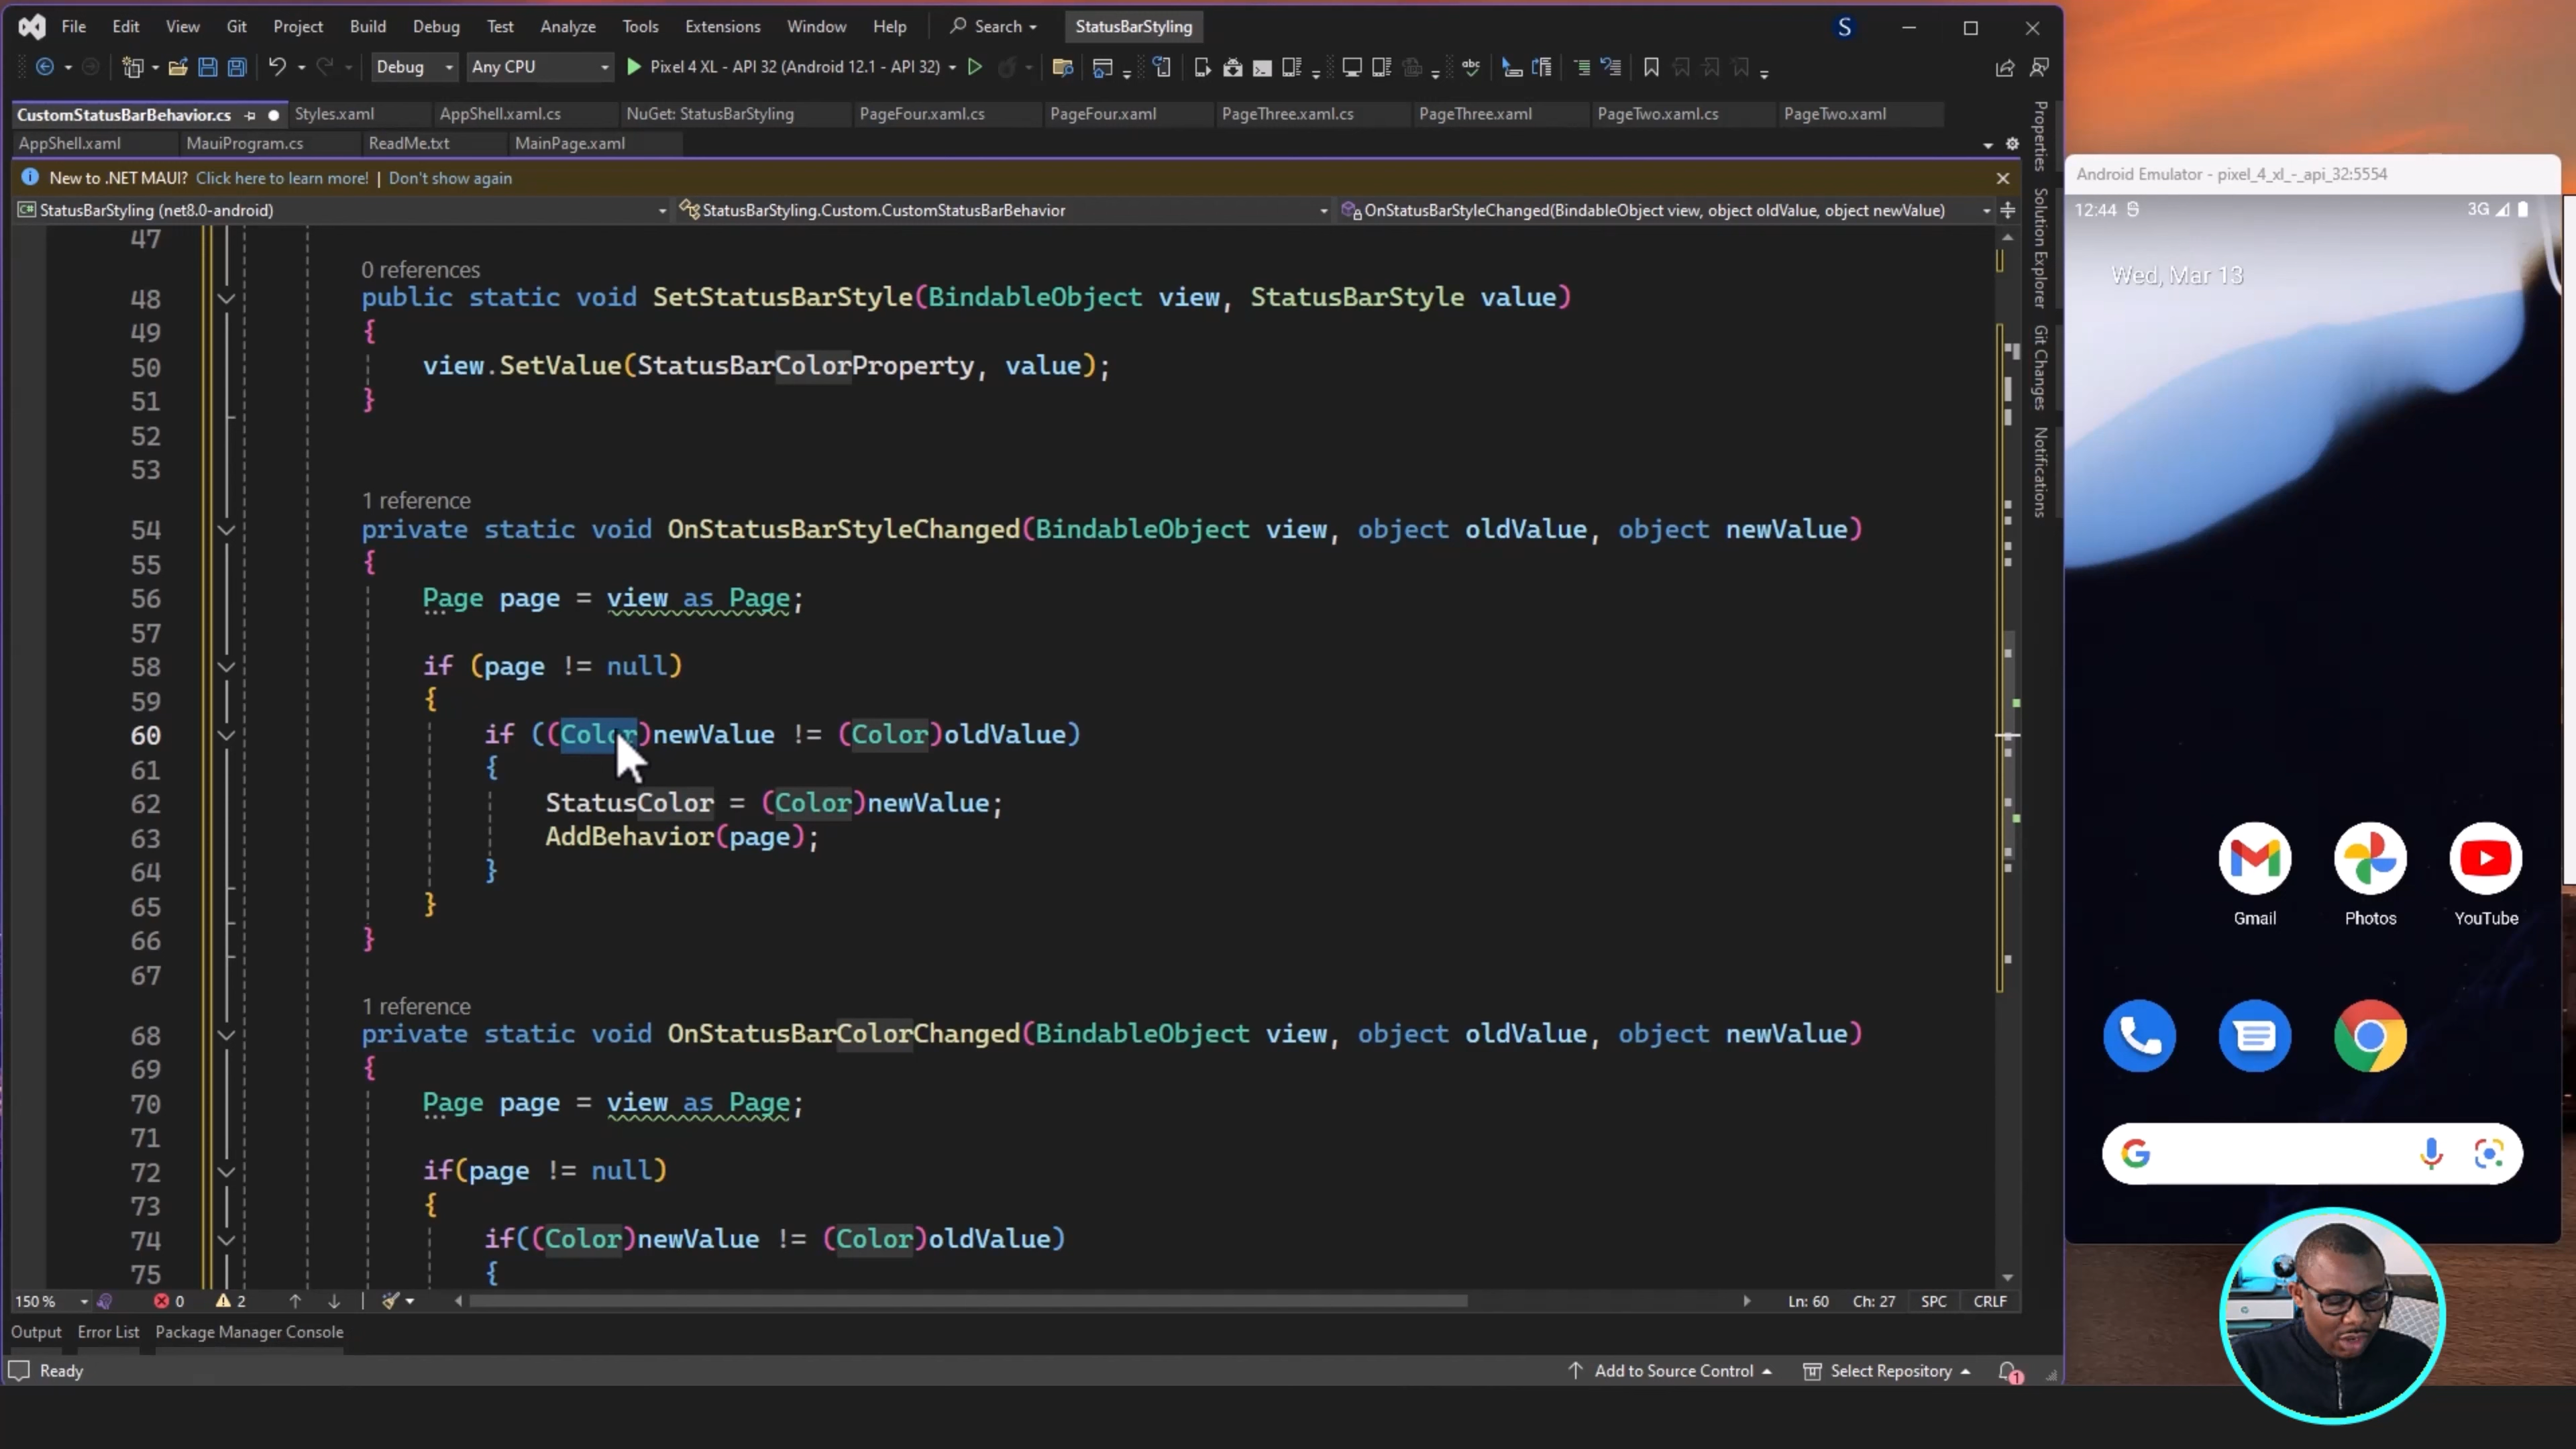 File Edit View Git Project Build Debug Test Analyze Tools Extensions Window Help Search StatusBarStyling S
Debug Any CPU Pixel 4 XL - API 32 (Android 12.1 - API 32)
CustomStatusBarBehavior.cs Styles.xaml AppShell.xaml.cs NuGet: StatusBarStyling PageFour.xaml.cs PageFour.xaml PageThree.xaml.cs PageThree.xaml PageTwo.xaml.cs PageTwo.xaml
AppShell.xaml MauiProgram.cs ReadMe.txt MainPage.xaml
New to .NET MAUI? Click here to learn more! | Don't show again
StatusBarStyling (net8.0-android) StatusBarStyling.Custom.CustomStatusBarBehavior OnStatusBarStyleChanged(BindableObject view, object oldValue, object newValue)
47
0 references
48 public static void SetStatusBarStyle(BindableObject view, StatusBarStyle value)
49 {
50 view.SetValue(StatusBarColorProperty, value);
51 }
52
53
1 reference
54 private static void OnStatusBarStyleChanged(BindableObject view, object oldValue, object newValue)
55 {
56 Page page = view as Page;
57
58 if (page != null)
59 {
60 if ((Color)newValue != (Color)oldValue)
61 {
62 StatusColor = (Color)newValue;
63 AddBehavior(page);
64 }
65 }
66 }
67
1 reference
68 private static void OnStatusBarColorChanged(BindableObject view, object oldValue, object newValue)
69 {
70 Page page = view as Page;
71
72 if(page != null)
73 {
74 if((Color)newValue != (Color)oldValue)
75 {
150 % 0 2 Ln: 60 Ch: 27 SPC CRLF
Output Error List Package Manager Console
Ready Add to Source Control Select Repository 1
Properties
Solution Explorer
Git Changes
Notifications
Android Emulator - pixel_4_xl_-_api_32:5554
12:44 3G
Wed, Mar 13
Gmail Photos YouTube